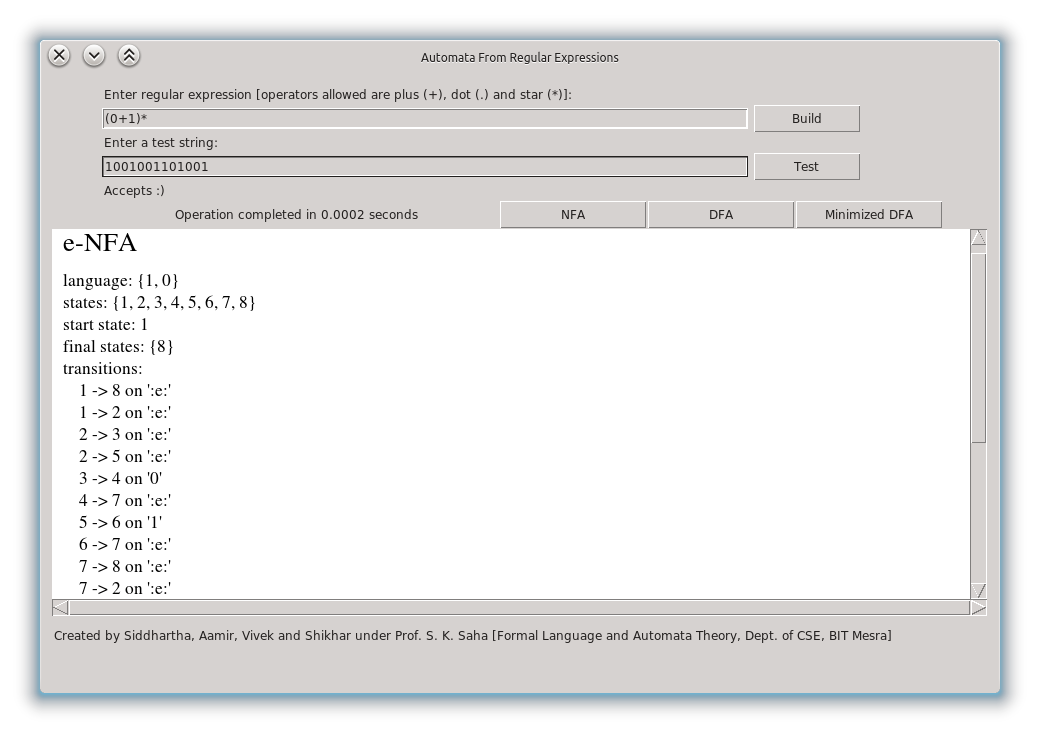 Automata From Regular Expressions
Enter regular expression [operators allowed are plus (+), dot (.) and star (*)]:
(0+1)*
Build
Enter a test string:
1001001101001
Test
Accepts :)
Operation completed in 0.0002 seconds
NFA
DFA
Minimized DFA
e-NFA
language: {1, 0}
states: {1, 2, 3, 4, 5, 6, 7, 8}
start state: 1
final states: {8}
transitions:
1 -> 8 on ':e:'
1 -> 2 on ':e:'
2 -> 3 on ':e:'
2 -> 5 on ':e:'
3 -> 4 on '0'
4 -> 7 on ':e:'
5 -> 6 on '1'
6 -> 7 on ':e:'
7 -> 8 on ':e:'
7 -> 2 on ':e:'
Created by Siddhartha, Aamir, Vivek and Shikhar under Prof. S. K. Saha [Formal Language and Automata Theory, Dept. of CSE, BIT Mesra]